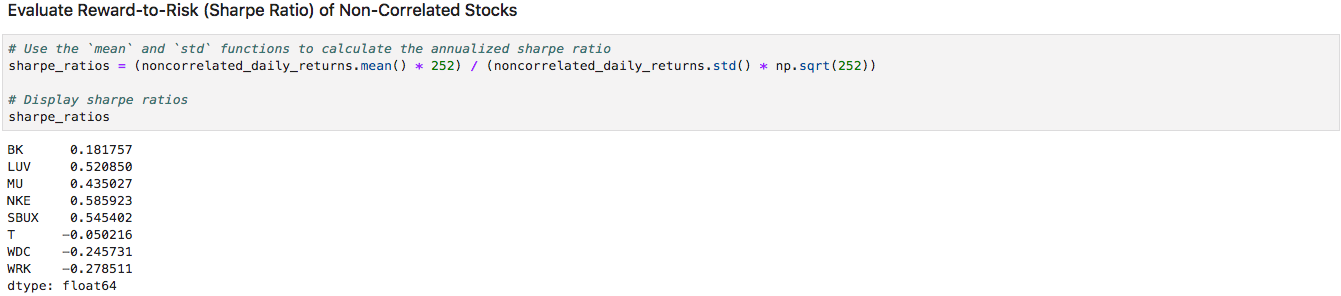 Evaluate Reward-to-Risk (Sharpe Ratio) of Non-Correlated Stocks
# Use the `mean` and `std` functions to calculate the annualized sharpe ratio
sharpe_ratios = (noncorrelated_daily_returns.mean() * 252) / (noncorrelated_daily_returns.std() * np.sqrt(252))
# Display sharpe ratios
sharpe_ratios
BK 0.181757
LUV 0.520850
MU 0.435027
NKE 0.585923
SBUX 0.545402
T -0.050216
WDC -0.245731
WRK -0.278511
dtype: float64